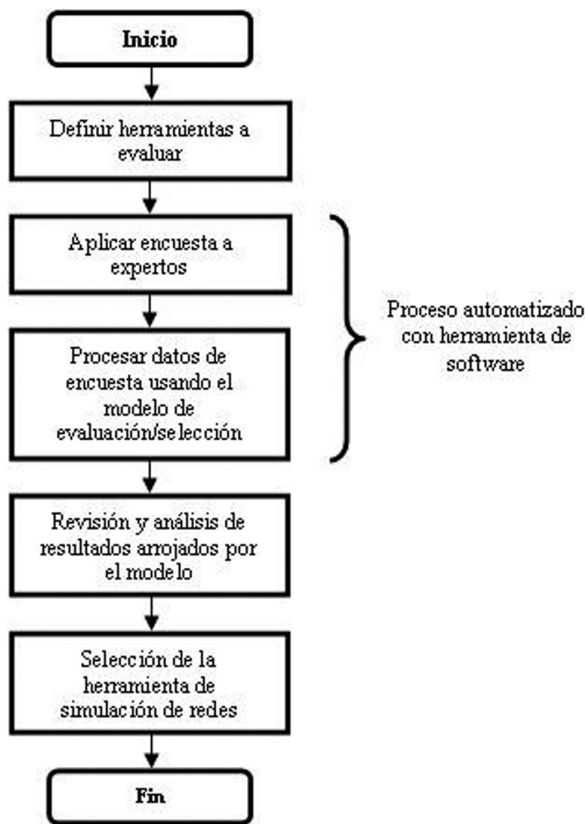 Inicio
Definir herramientas a
evaluar
Aplicar encuesta a
expertos
Procesar datos de
encuesta usando el
modelo de
evaluación/selección
Proceso automatizado
con herramienta de
software
Revisión y análisis de
resultados arrojados por
el modelo
Selección de la
herramienta de
simulación de redes
Fin